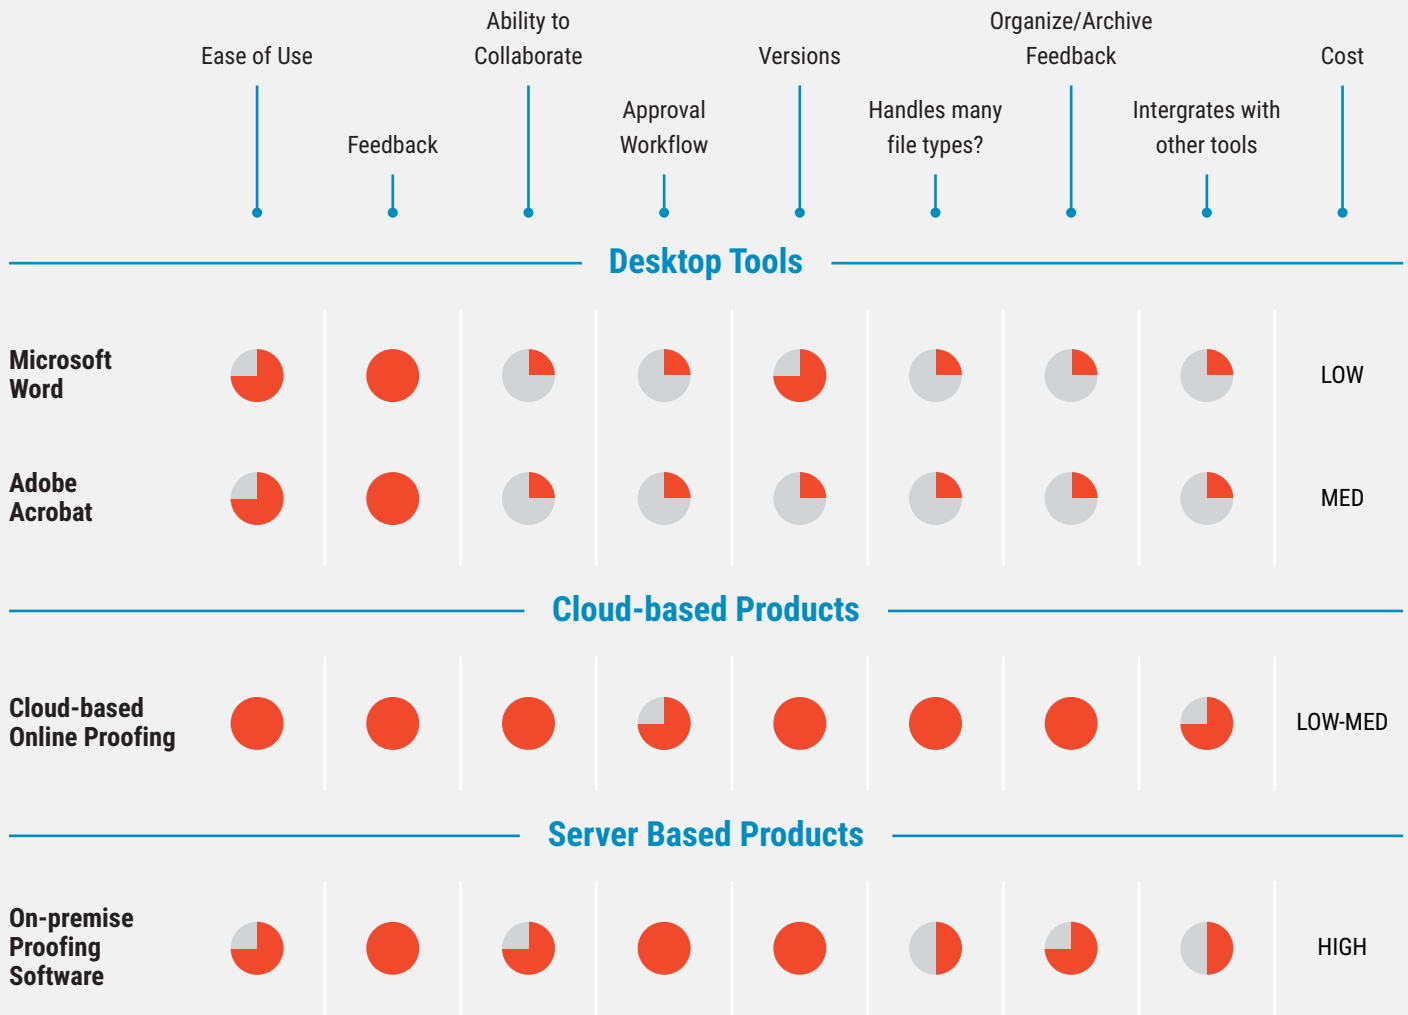 Ease of Use
Feedback
Ability to
Collaborate
Approval
Workflow
Versions
Handles many
file types?
Organize/Archive
Feedback
Intergrates with
other tools
Cost
Desktop Tools
Microsoft
Word
LOW
Adobe
Acrobat
MED
Cloud-based Products
Cloud-based
Online Proofing
LOW-MED
Server Based Products
On-premise
Proofing
Software
HIGH